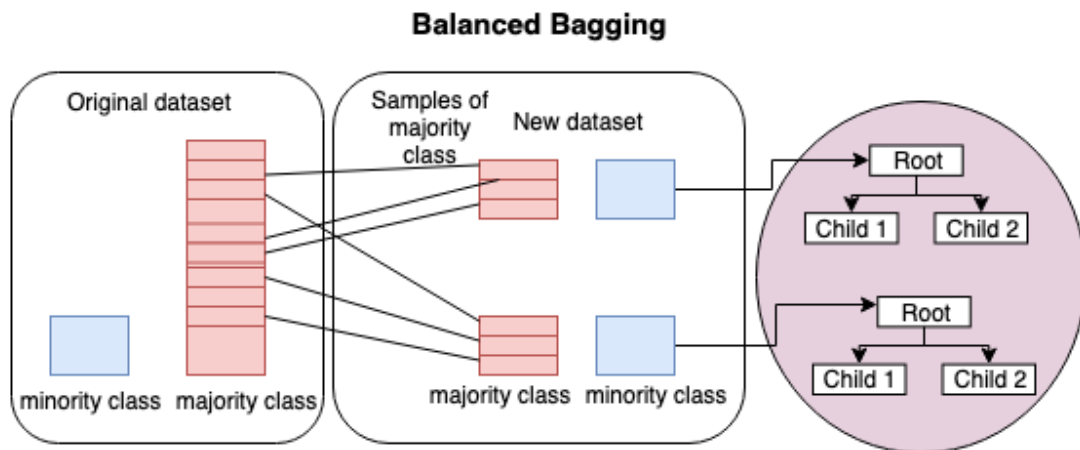 Balanced Bagging
Original dataset
minority class
majority class
Samples of
majority
class
New dataset
majority class
minority class
Root
Child 1
Child 2
Root
Child 1
Child 2